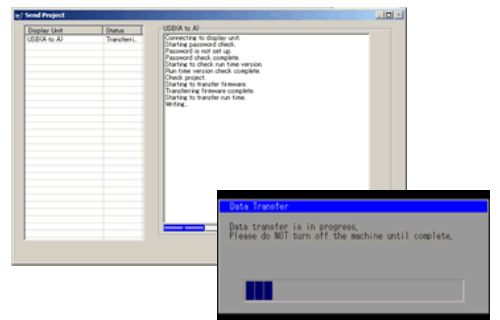 Send Project
Display Unit Status
USB(A to A) Transferri...
USB(A to A)
Connecting to display unit.
Starting password check.
Password is not set up.
Password check complete.
Starting to check run time version.
Run time version check complete.
Check project.
Starting to transfer firmware.
Transferring firmware complete.
Starting to transfer run time.
Writing...
Data Transfer
Data transfer is in progress,
Please do NOT turn off the machine until complete.